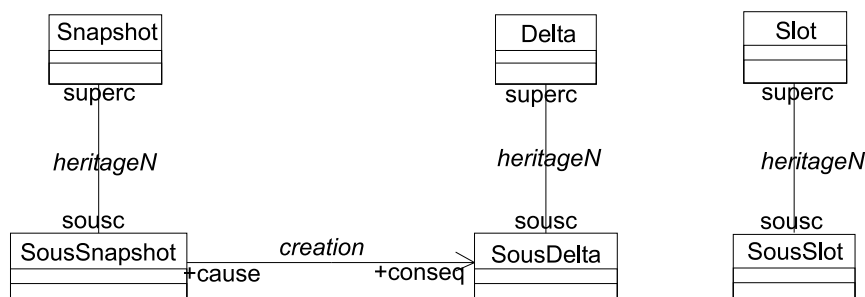 Snapshot Delta Slot
superc superc superc
heritageN heritageN heritageN
sousc sousc sousc
SousSnapshot creation SousDelta SousSlot
+cause +conseq